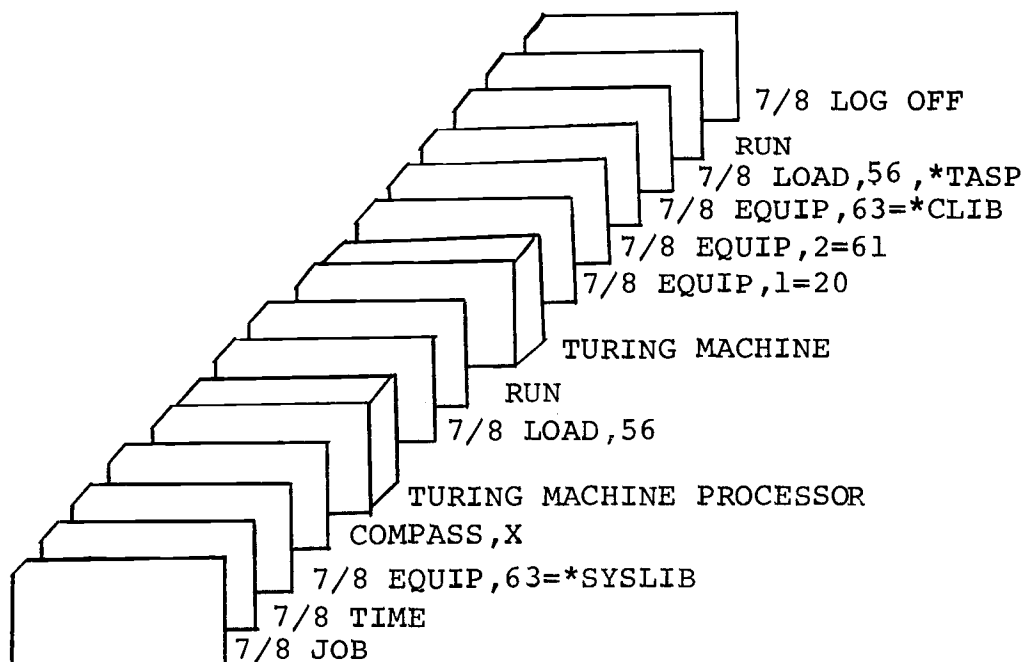 7/8 LOG OFF
RUN
7/8 LOAD,56,*TASP
7/8 EQUIP,63=*CLIB
7/8 EQUIP,2=61
7/8 EQUIP,1=20
TURING MACHINE
RUN
7/8 LOAD,56
TURING MACHINE PROCESSOR
COMPASS,X
7/8 EQUIP,63=*SYSLIB
7/8 TIME
7/8 JOB